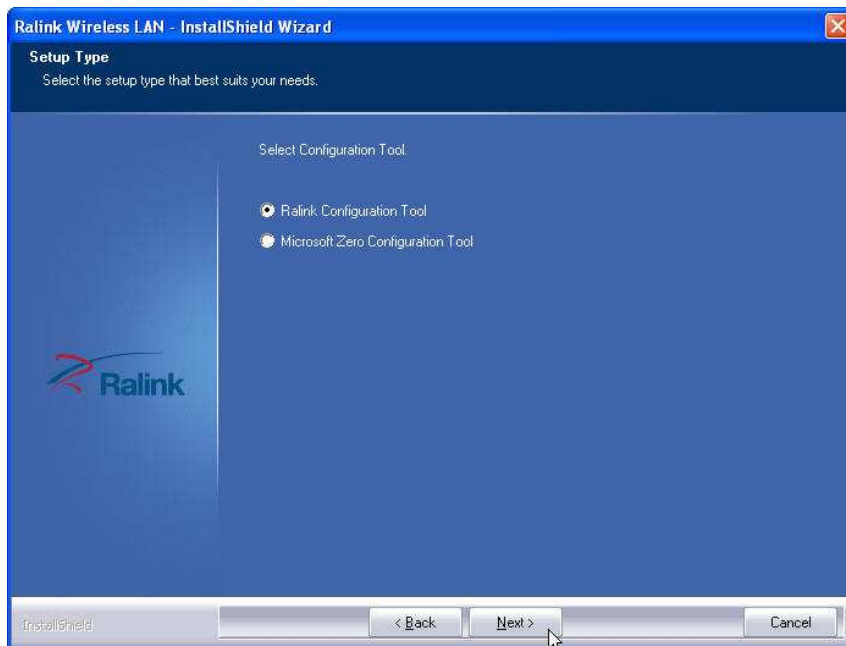 Ralink Wireless LAN - InstallShield Wizard
Setup Type
Select the setup type that best suits your needs.
Select Configuration Tool.
Ralink Configuration Tool
Microsoft Zero Configuration Tool
Ralink
InstallShield
< Back
Next >
Cancel